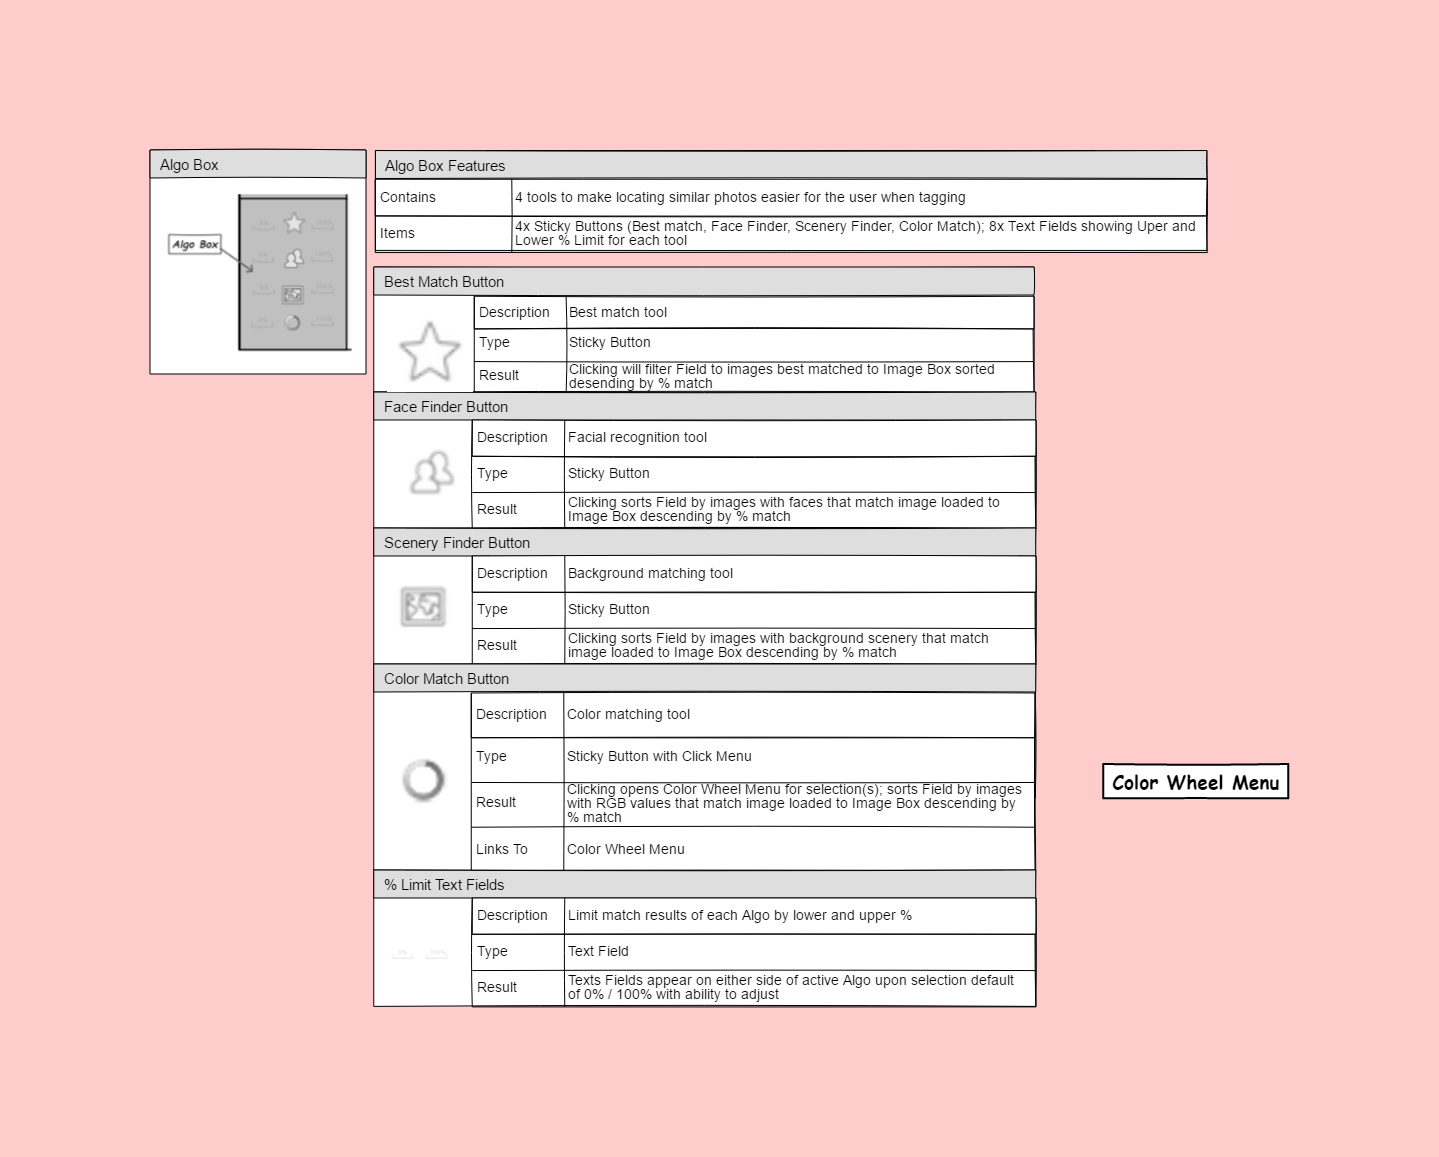 Algo Box
Algo Box
Algo Box Features
Contains
4 tools to make locating similar photos easier for the user when tagging
Items
4x Sticky Buttons (Best match, Face Finder, Scenery Finder, Color Match); 8x Text Fields showing Uper and
Lower % Limit for each tool
Best Match Button
Description
Best match tool
Type
Sticky Button
Result
Clicking will filter Field to images best matched to Image Box sorted
desending by % match
Face Finder Button
Description
Facial recognition tool
Type
Sticky Button
Result
Clicking sorts Field by images with faces that match image loaded to
Image Box descending by % match
Scenery Finder Button
Description
Background matching tool
Type
Sticky Button
Result
Clicking sorts Field by images with background scenery that match
image loaded to Image Box descending by % match
Color Match Button
Description
Color matching tool
Type
Sticky Button with Click Menu
Result
Clicking opens Color Wheel Menu for selection(s); sorts Field by images
with RGB values that match image loaded to Image Box descending by
% match
Links To
Color Wheel Menu
Color Wheel Menu
% Limit Text Fields
Description
Limit match results of each Algo by lower and upper %
Type
Text Field
Result
Texts Fields appear on either side of active Algo upon selection default
of 0% / 100% with ability to adjust